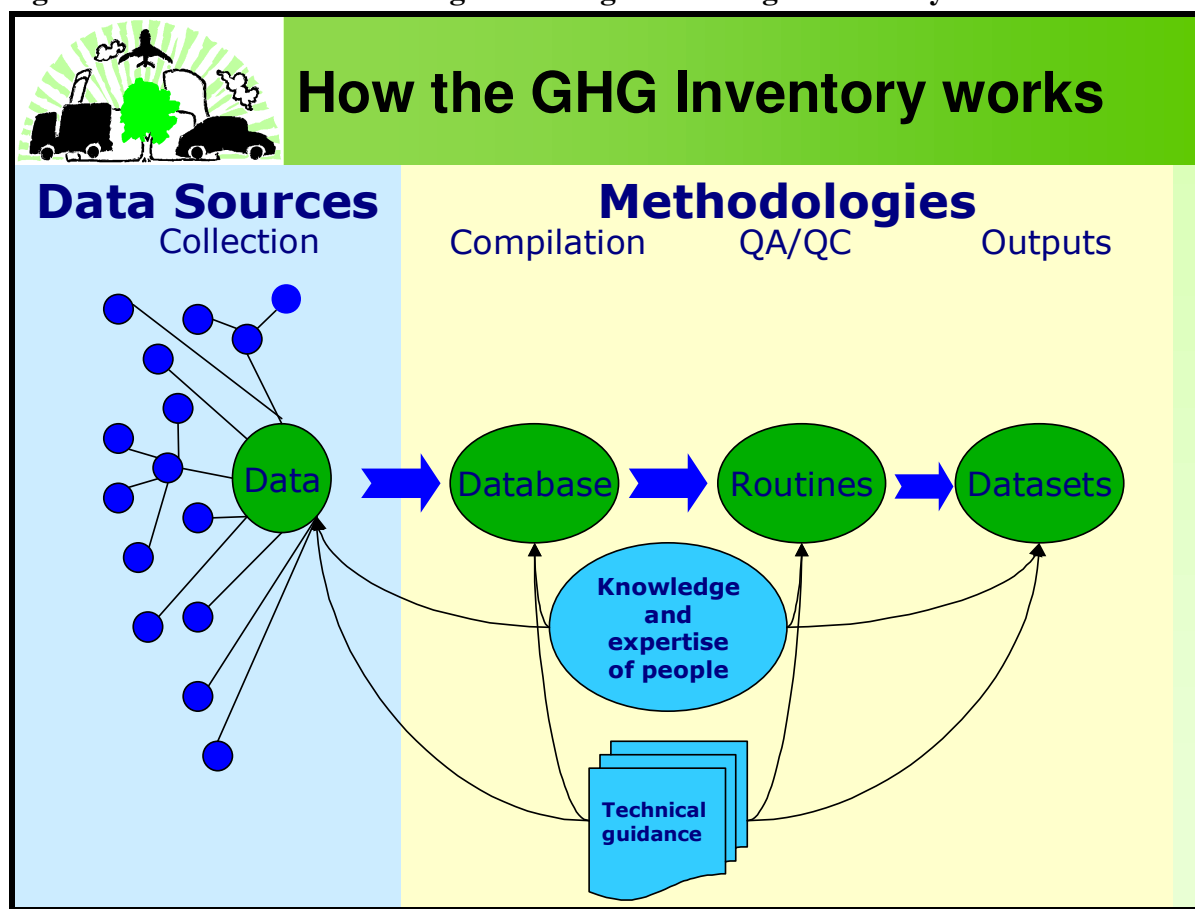 How the GHG Inventory works
Data Sources
Methodologies
Collection
Compilation
QA/QC
Outputs
Data
Database
Routines
Datasets
Knowledge
and
expertise
of people
Technical
guidance